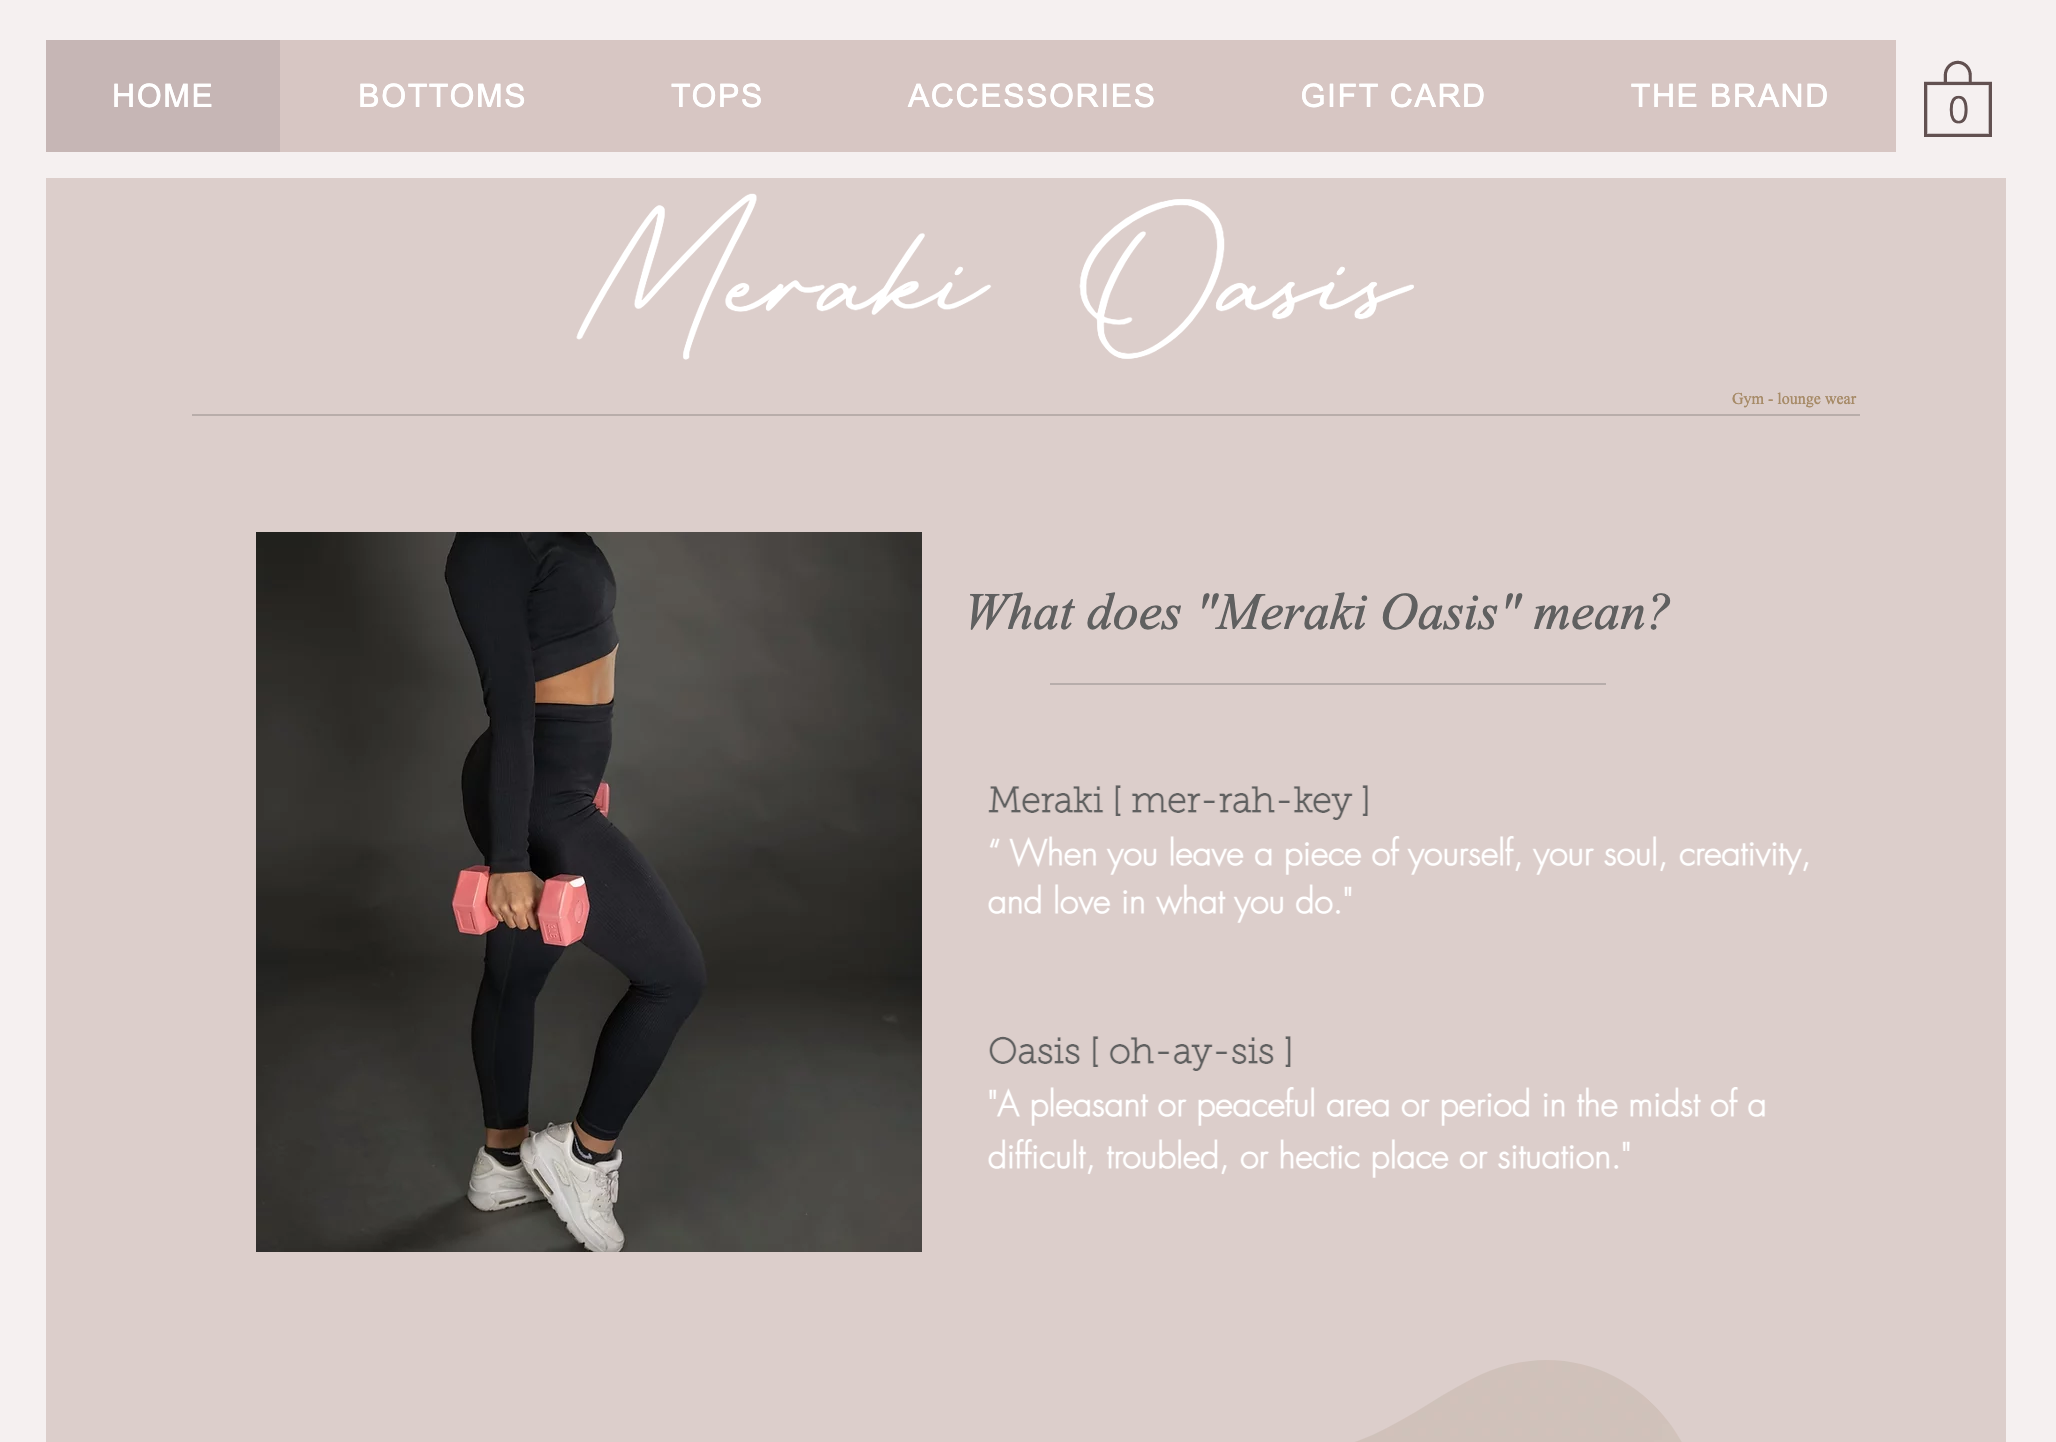 HOME
BOTTOMS
TOPS
ACCESSORIES
GIFT CARD
THE BRAND
0
Meraki Oasis
Gym - lounge wear
What does "Meraki Oasis" mean?
Meraki [ mer-rah-key ]
“ When you leave a piece of yourself, your soul, creativity,
and love in what you do."
Oasis [ oh-ay-sis ]
"A pleasant or peaceful area or period in the midst of a
difficult, troubled, or hectic place or situation."